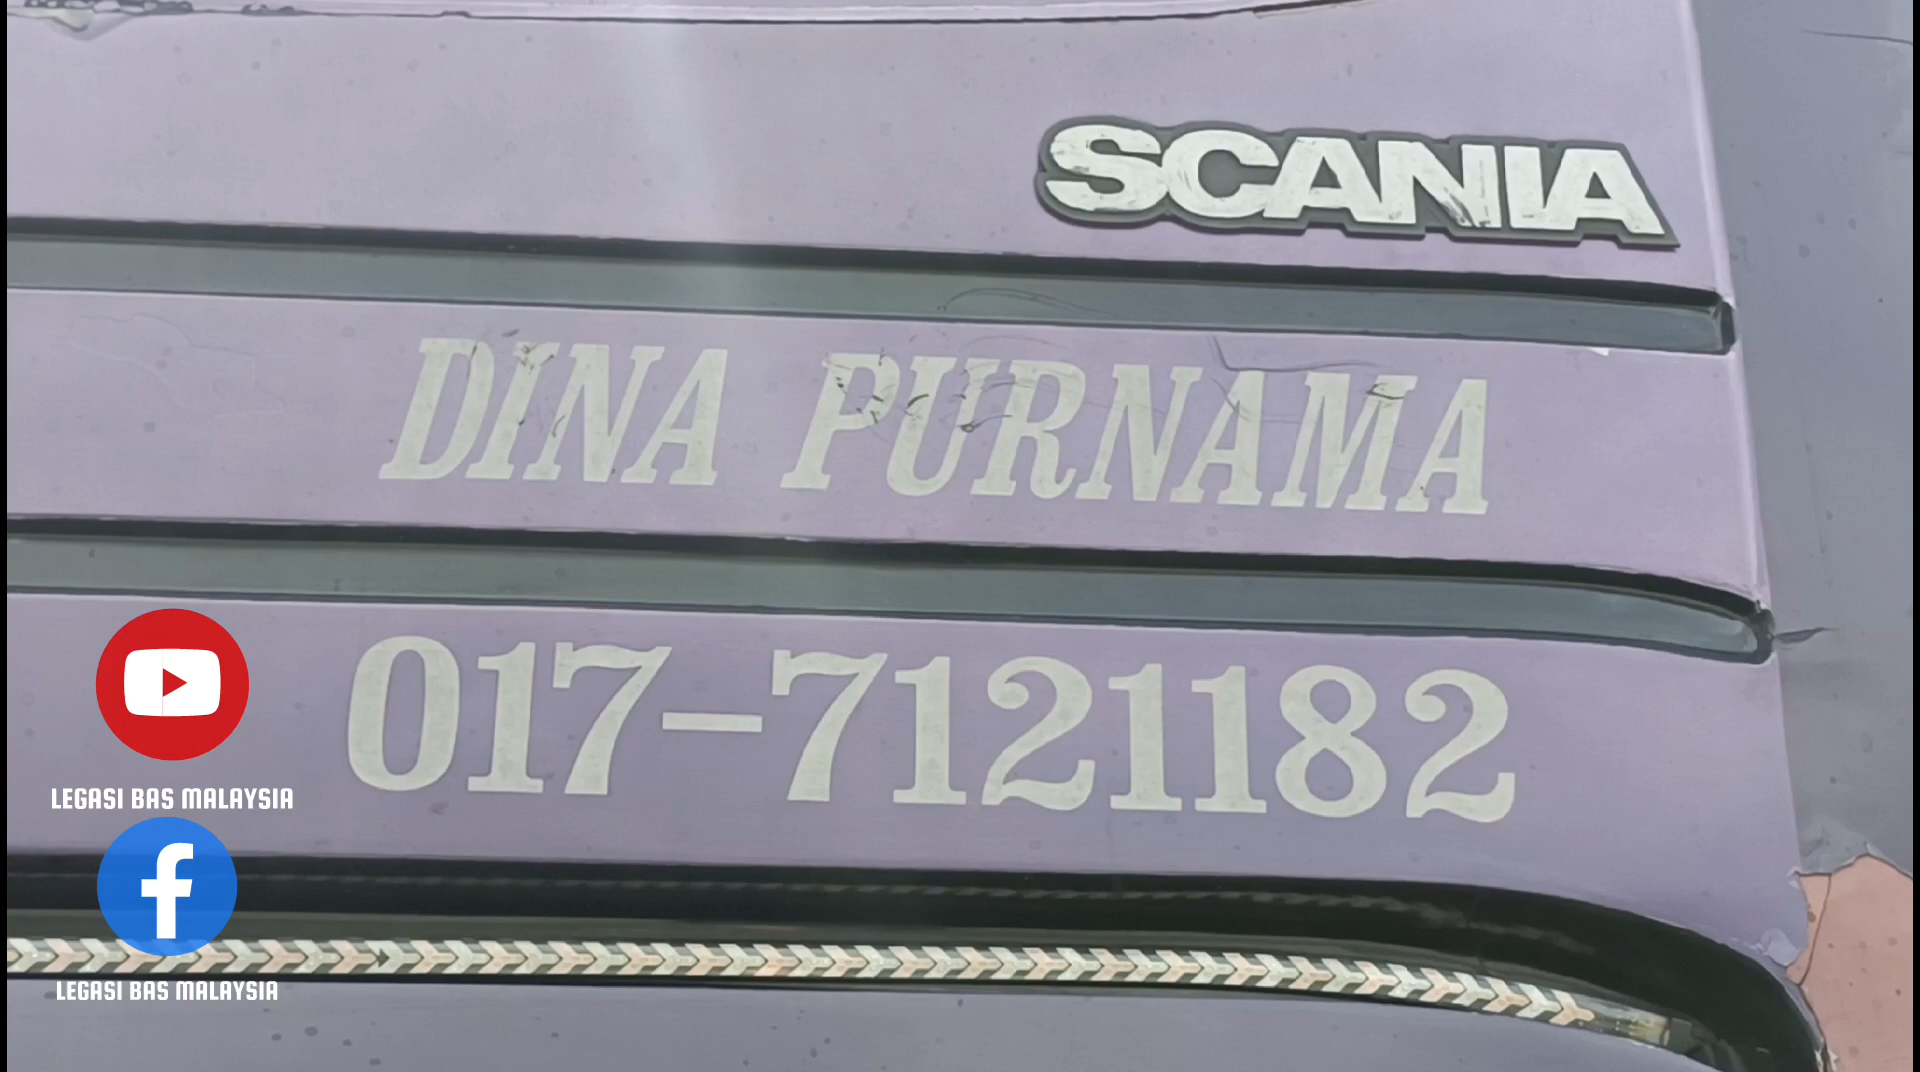 SCANIA
DINA PURNAMA
017-7121182
LEGASI BAS MALAYSIA
LEGASI BAS MALAYSIA